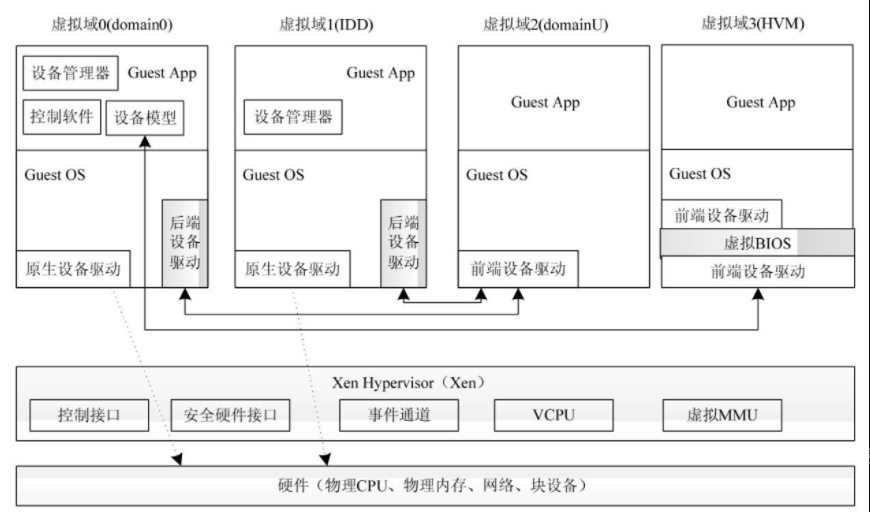 虚拟域0(domain0)
虚拟域1(IDD)
虚拟域2(domainU)
虚拟域3(HVM)
设备管理器
Guest App
控制软件
设备模型
Guest OS
后端
设备
驱动
原生设备驱动
Guest App
设备管理器
Guest OS
后端
设备
驱动
原生设备驱动
Guest App
Guest OS
前端设备驱动
Guest App
Guest OS
前端设备驱动
虚拟BIOS
前端设备驱动
Xen Hypervisor（Xen）
控制接口
安全硬件接口
事件通道
VCPU
虚拟MMU
硬件（物理CPU、物理内存、网络、块设备）